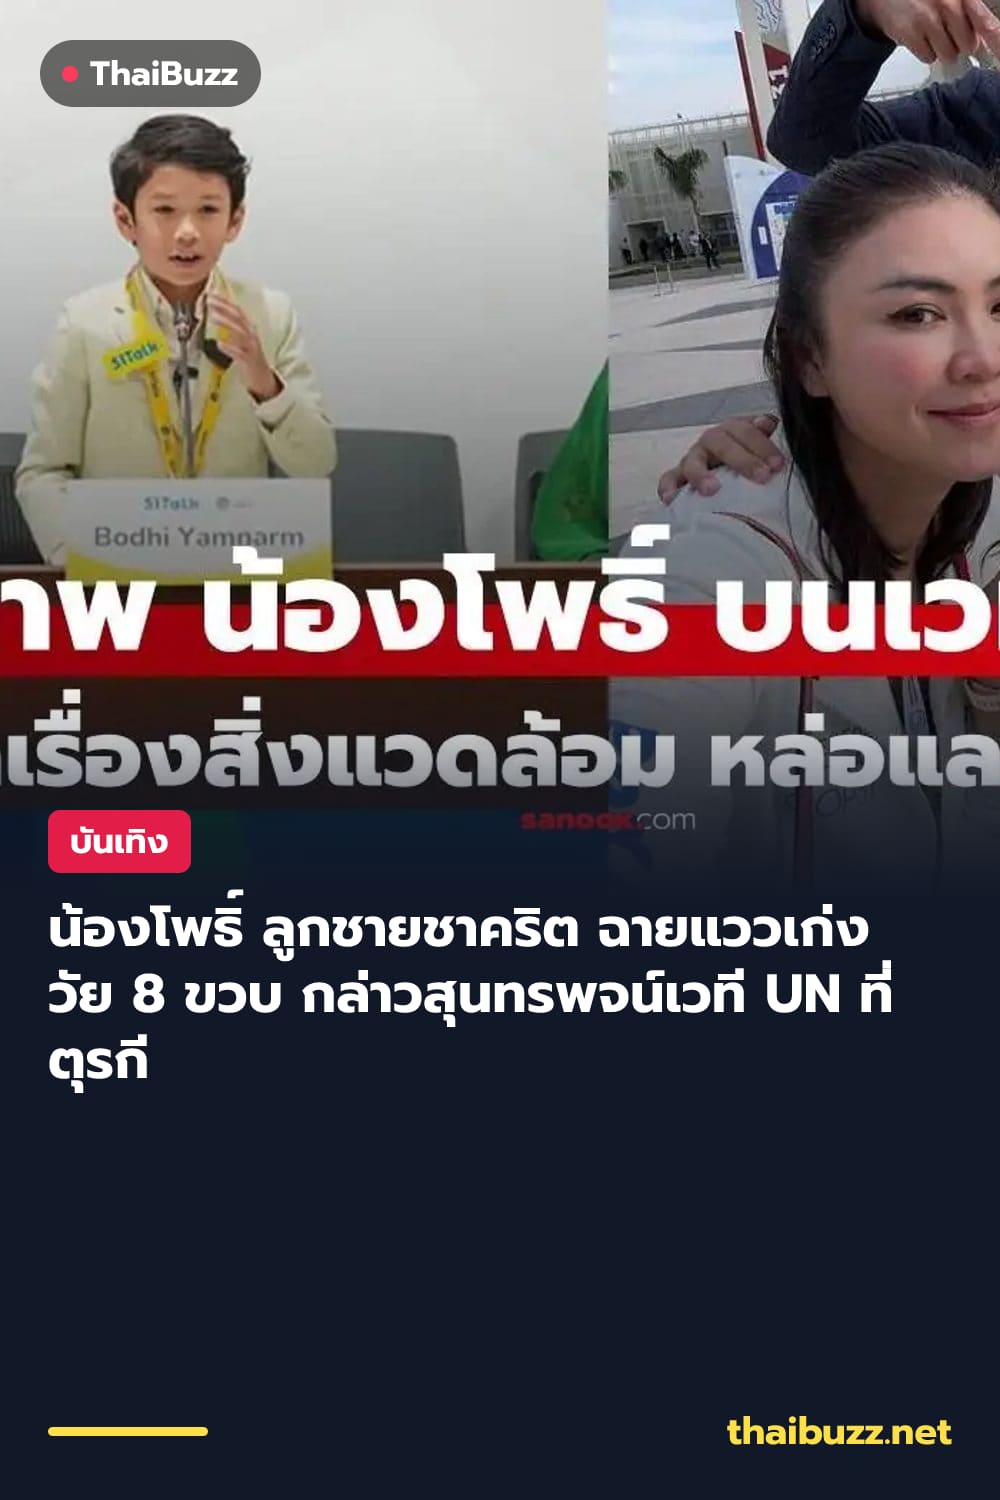 ThaiBuzz
51Talk
51Talk
Bodhi Yamnarm
าพ น้องโพธิ์ บนเว
เรื่องสิ่งแวดล้อม หล่อแล
sanook.com
บันเทิง
น้องโพธิ์ ลูกชายชาคริต ฉายแววเก่ง
วัย 8 ขวบ กล่าวสุนทรพจน์เวที UN ที่
ตุรกี
thaibuzz.net